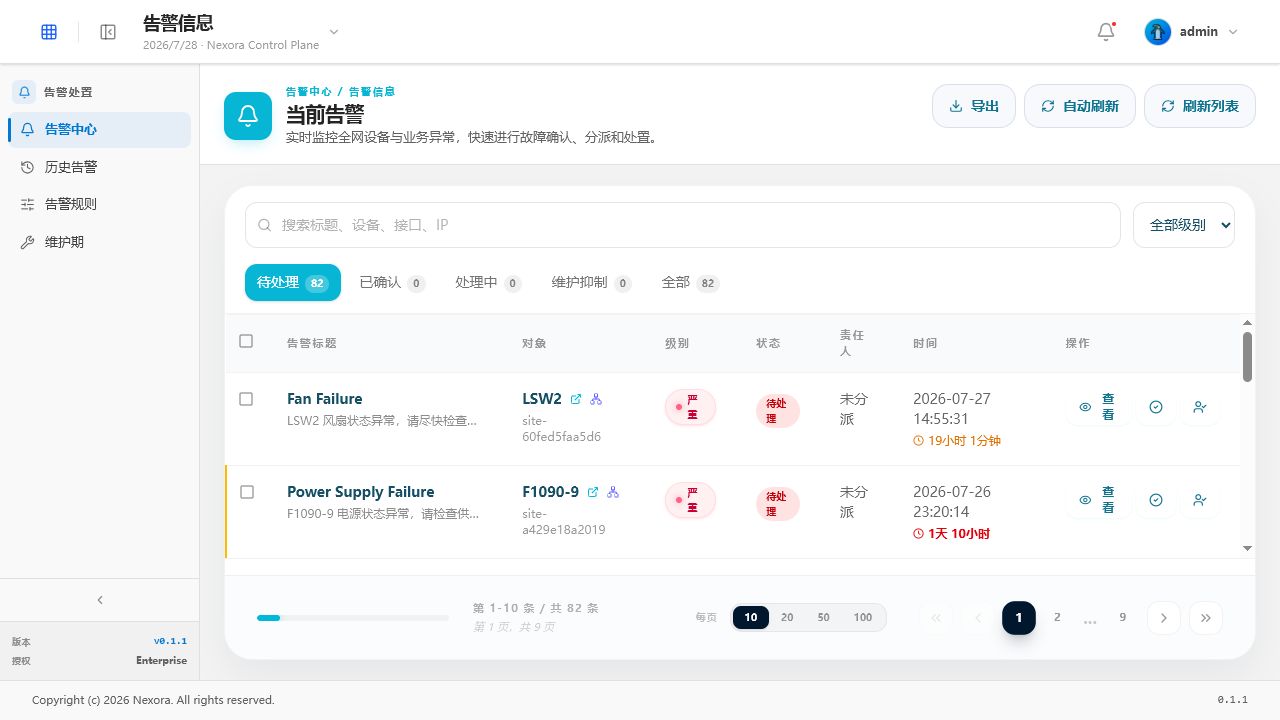 告警信息
2026/7/28 · Nexora Control Plane
admin
告警处置
告警中心
历史告警
告警规则
维护期
版本 v0.1.1
授权 Enterprise
告警中心 / 告警信息
当前告警
实时监控全网设备与业务异常，快速进行故障确认、分派和处置。
导出
自动刷新
刷新列表
搜索标题、设备、接口、IP
全部级别
待处理 82
已确认 0
处理中 0
维护抑制 0
全部 82
告警标题 对象 级别 状态 责任人 时间 操作
Fan Failure
LSW2 风扇状态异常，请尽快检查...
LSW2
site-
60fed5faa5d6
严重
待处理
未分派
2026-07-27
14:55:31
19小时 1分钟
查看
Power Supply Failure
F1090-9 电源状态异常，请检查供...
F1090-9
site-
a429e18a2019
严重
待处理
未分派
2026-07-26
23:20:14
1天 10小时
查看
第 1-10 条 / 共 82 条
第 1 页，共 9 页
每页 10 20 50 100
1 2 ... 9
Copyright (c) 2026 Nexora. All rights reserved.
0.1.1